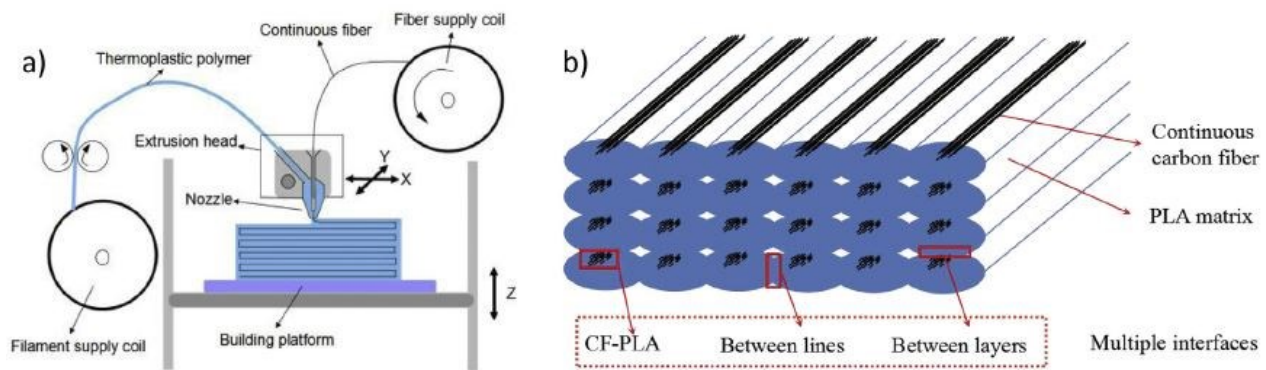 a)
Thermoplastic polymer
Continuous fiber
Fiber supply coil
Extrusion head
Y
X
Nozzle
Z
Filament supply coil
Building platform
b)
Continuous
carbon fiber
PLA matrix
CF-PLA
Between lines
Between layers
Multiple interfaces